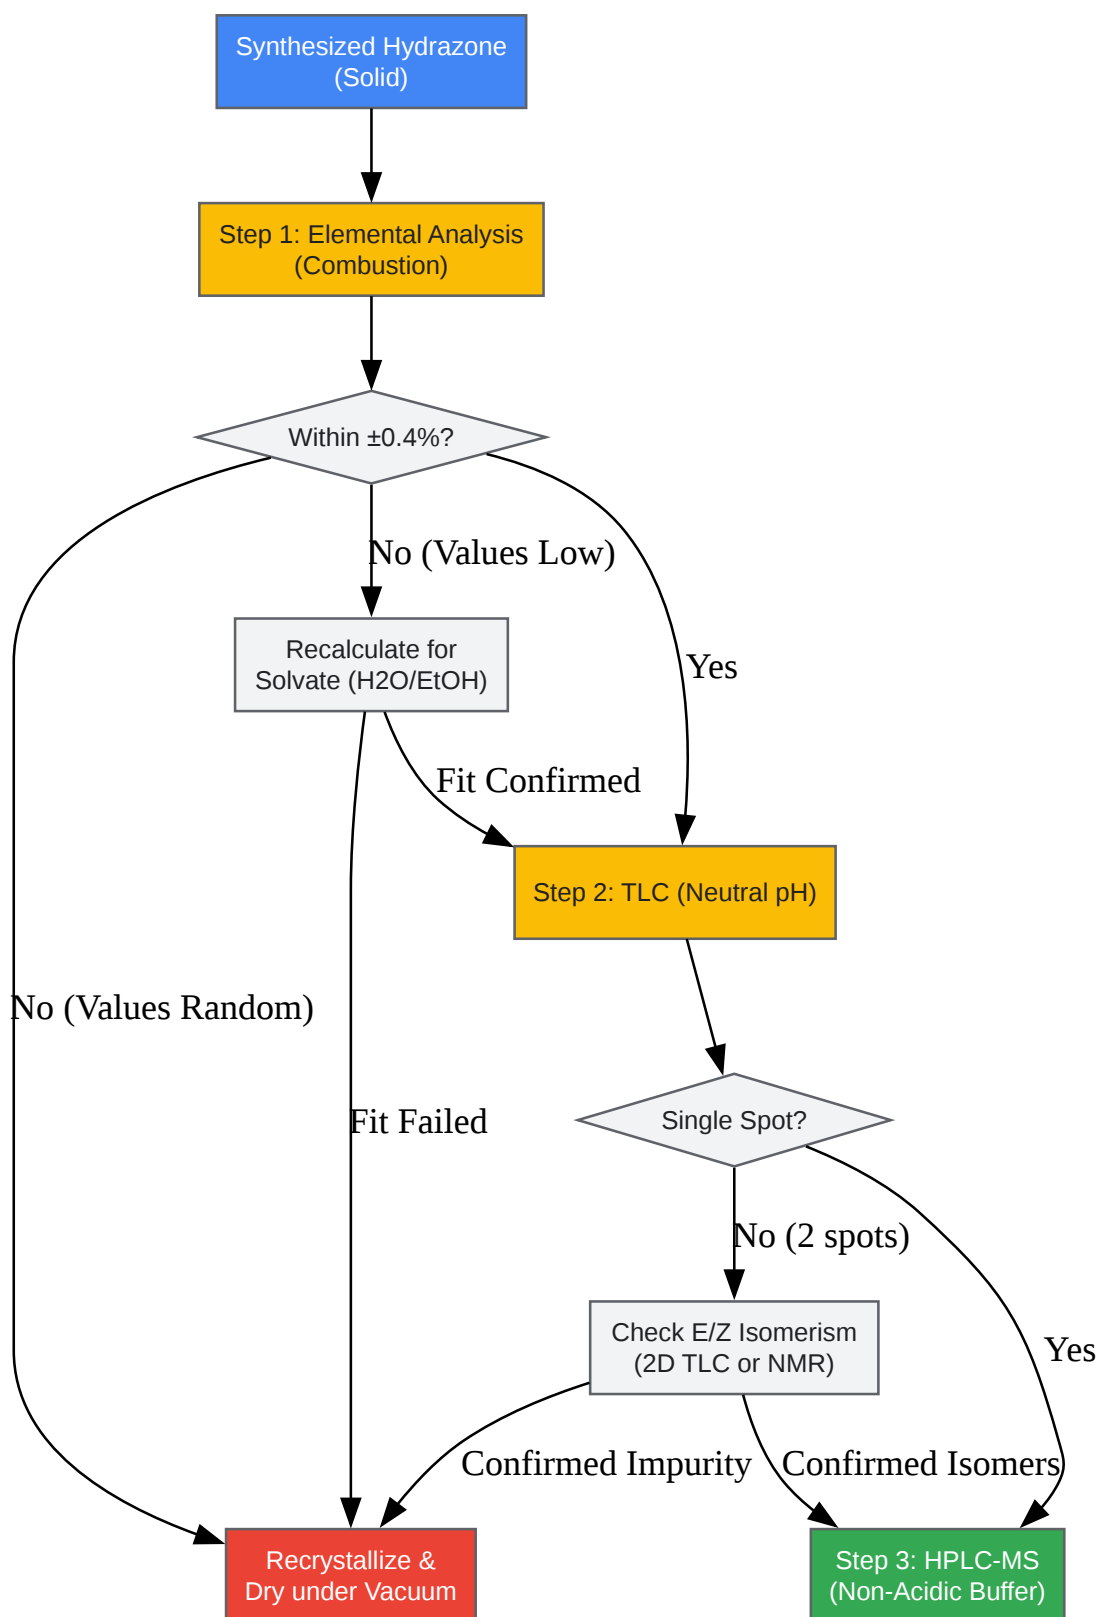 Synthesized Hydrazone
(Solid)
Step 1: Elemental Analysis
(Combustion)
Within ±0.4%?
No (Values Low)
Recalculate for
Solvate (H2O/EtOH)
Yes
Fit Confirmed
Step 2: TLC (Neutral pH)
No (Values Random)
Fit Failed
Single Spot?
No (2 spots)
Check E/Z Isomerism
(2D TLC or NMR)
Yes
Confirmed Impurity
Confirmed Isomers
Recrystallize &
Dry under Vacuum
Step 3: HPLC-MS
(Non-Acidic Buffer)